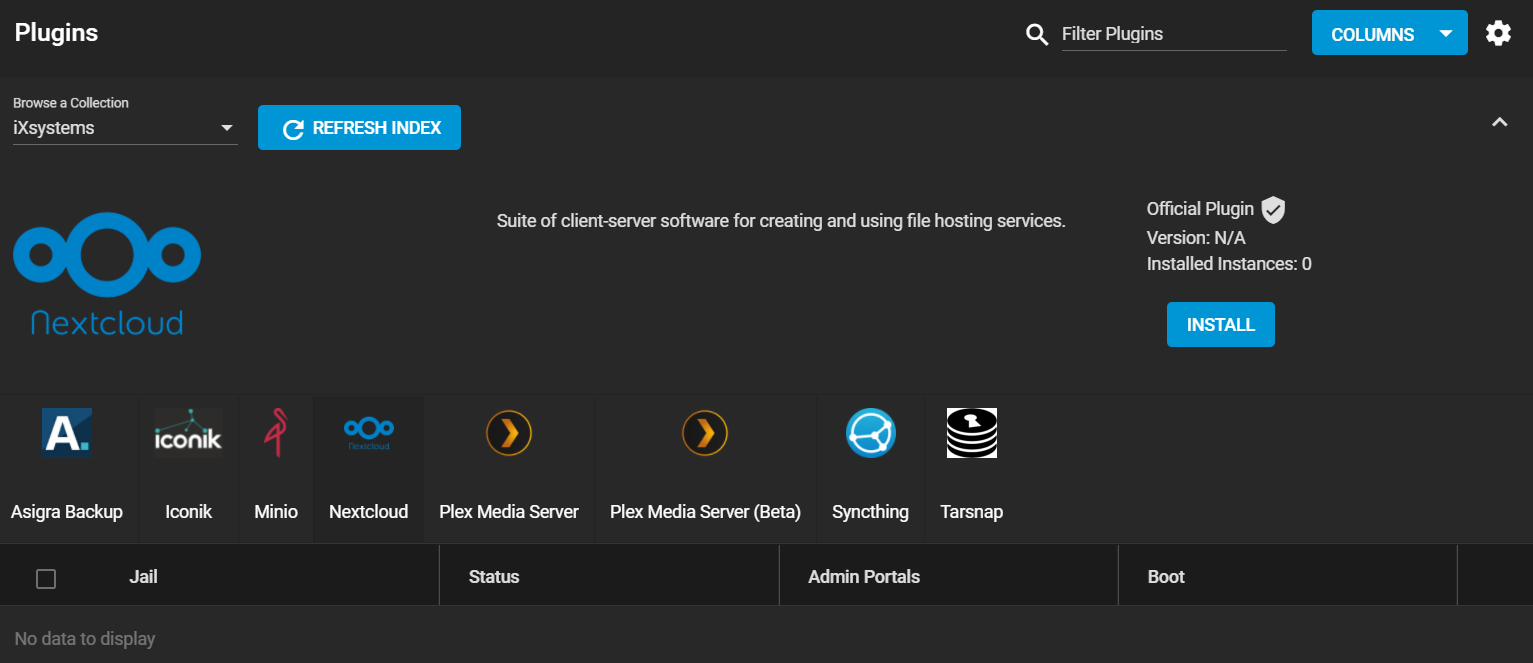 Plugins
Filter Plugins
COLUMNS
Browse a Collection
iXsystems
REFRESH INDEX
Nextcloud
Suite of client-server software for creating and using file hosting services.
Official Plugin
Version: N/A
Installed Instances: 0
INSTALL
A.
iconik
Nextcloud
Asigra Backup
Iconik
Minio
Nextcloud
Plex Media Server
Plex Media Server (Beta)
Syncthing
Tarsnap
Jail
Status
Admin Portals
Boot
No data to display